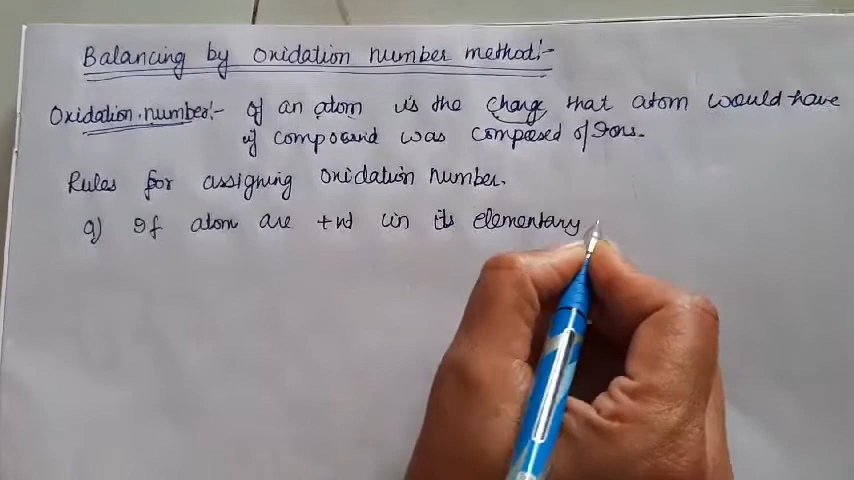 Balancing by Oxidation number method:-
Oxidation number:- Of an atom is the charge that atom would have
if compound was composed of Ions.
Rules for assigning Oxidation Number.
a) If atom are +nt in its elementary